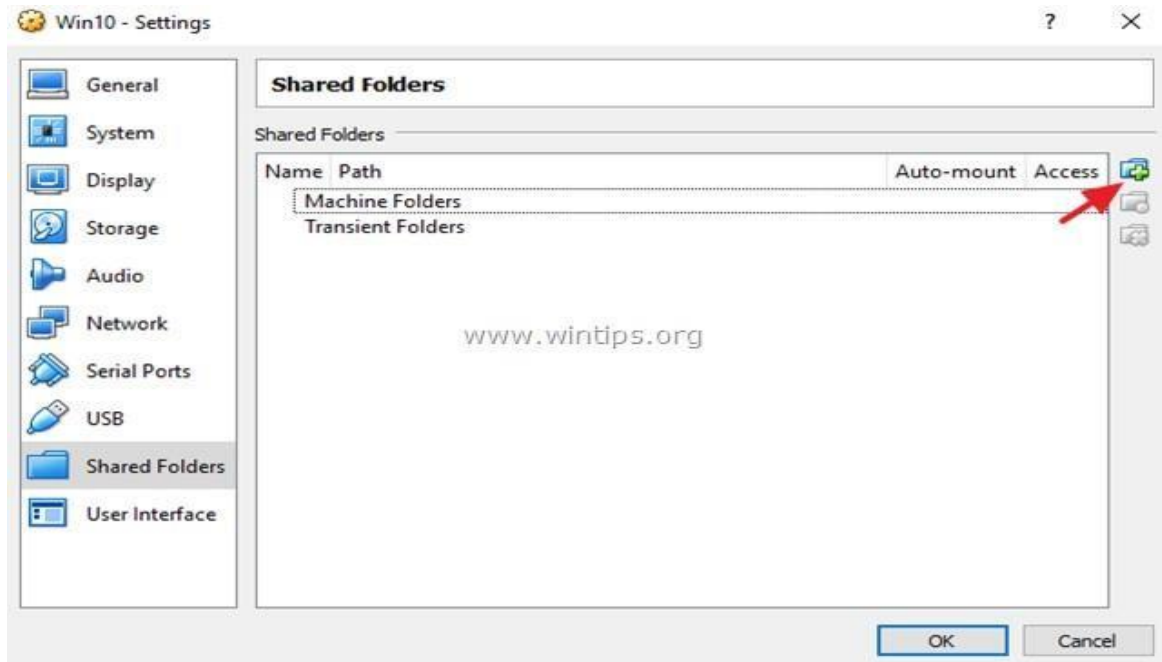 Win10 - Settings
?
General
System
Display
Storage
Audio
Network
Serial Ports
USB
Shared Folders
User Interface
Shared Folders
Shared Folders
Name Path Auto-mount Access
Machine Folders
Transient Folders
www.wintips.org
OK Cancel